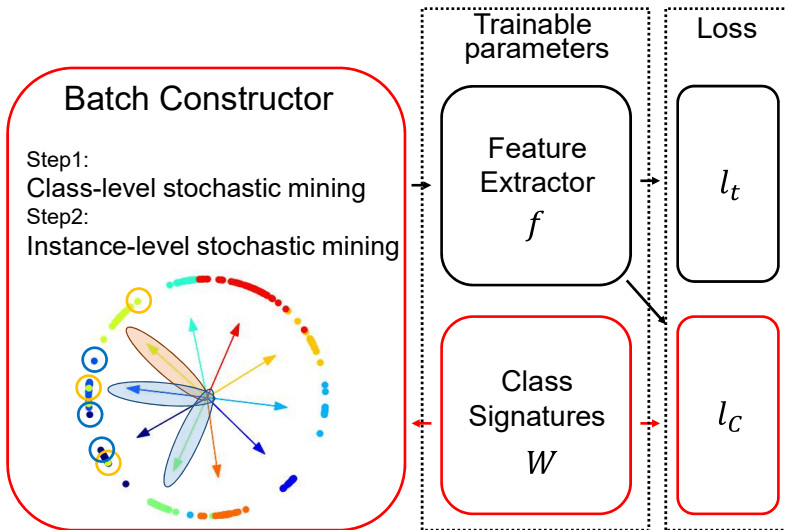 Batch Constructor
Step1:
Class-level stochastic mining
Step2:
Instance-level stochastic mining
Trainable
parameters
Feature
Extractor
f
Class
Signatures
W
Loss
l_t
l_C